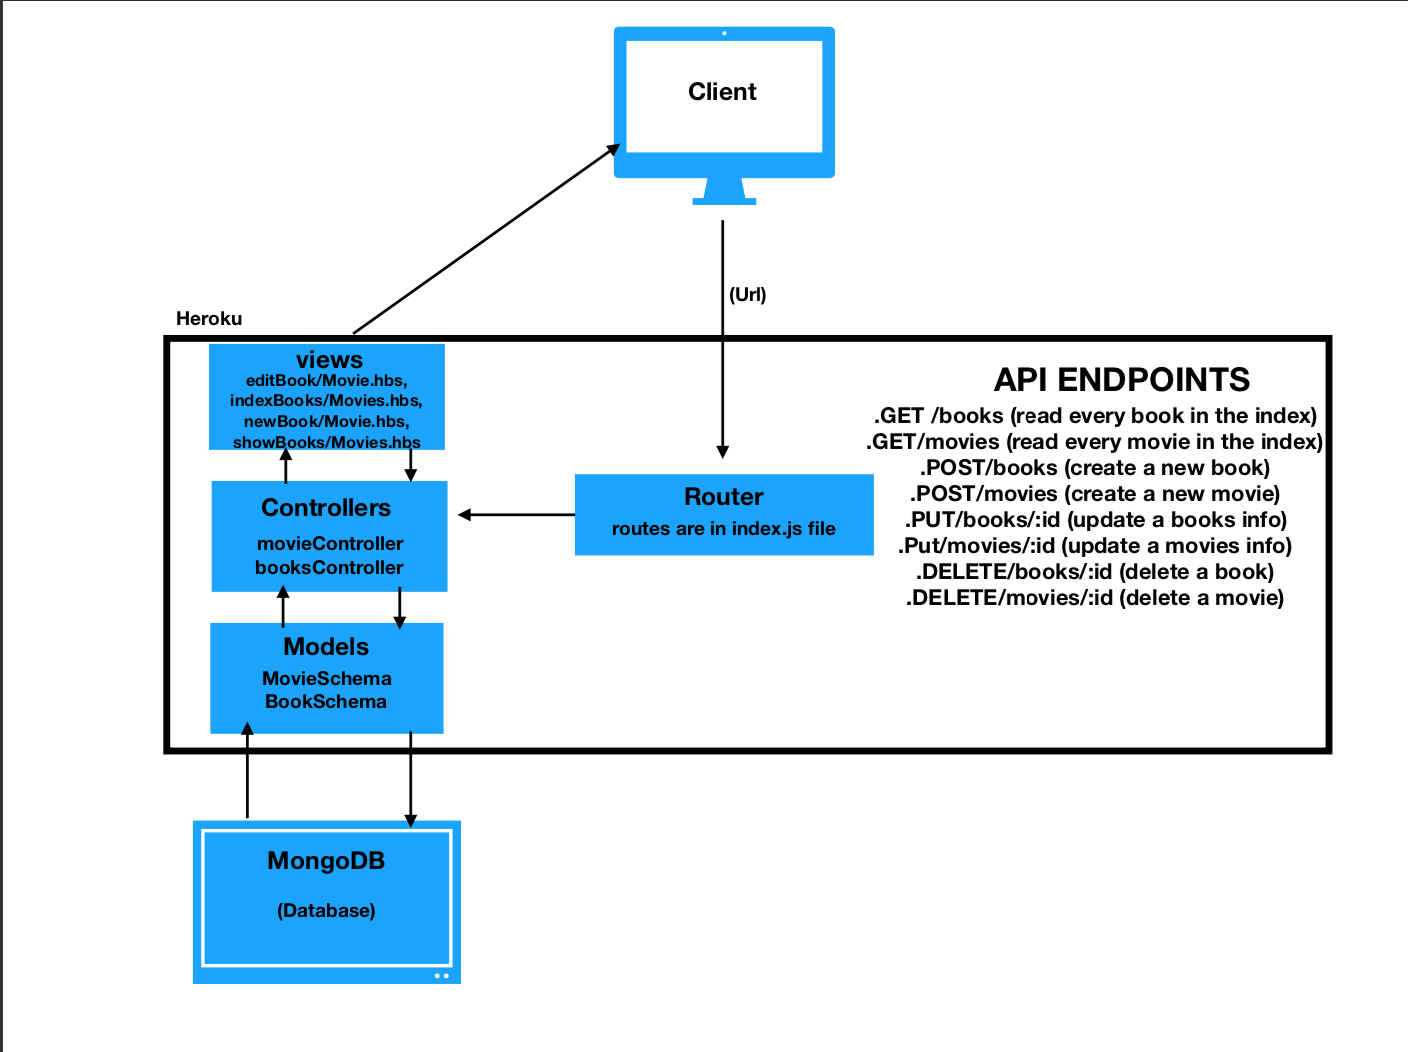 Client
(Url)
Heroku
views
editBook/Movie.hbs,
indexBooks/Movies.hbs,
newBook/Movie.hbs,
showBooks/Movies.hbs
Controllers
movieController
booksController
Models
MovieSchema
BookSchema
Router
routes are in index.js file
API ENDPOINTS
.GET /books (read every book in the index)
.GET/movies (read every movie in the index)
.POST/books (create a new book)
.POST/movies (create a new movie)
.PUT/books/:id (update a books info)
.Put/movies/:id (update a movies info)
.DELETE/books/:id (delete a book)
.DELETE/movies/:id (delete a movie)
MongoDB
(Database)